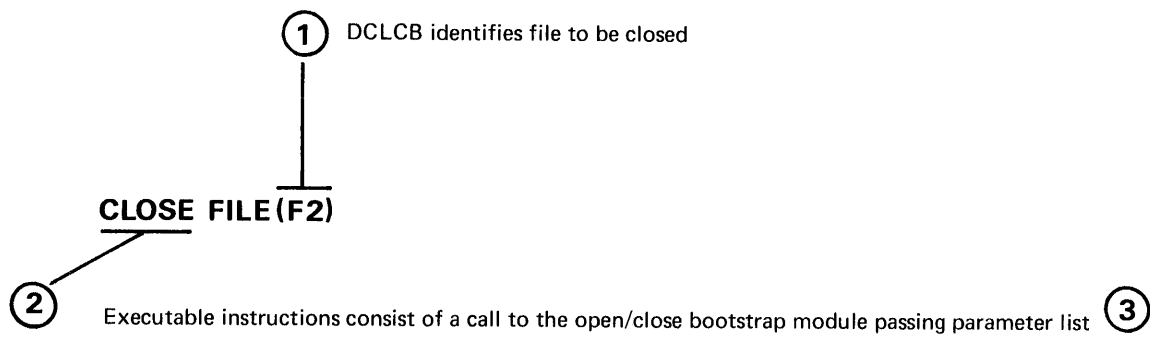 1 DCLCB identifies file to be closed
CLOSE FILE (F2)
2 Executable instructions consist of a call to the open/close bootstrap module passing parameter list 3